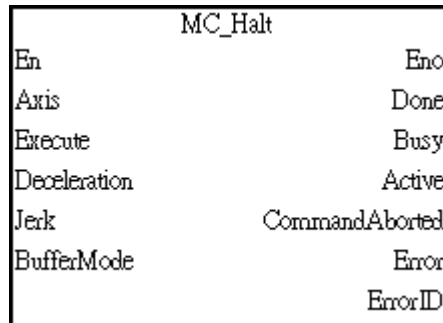 MC_Halt
En Eno
Axis Done
Execute Busy
Deceleration Active
Jerk CommandAborted
BufferMode Error
ErrorID